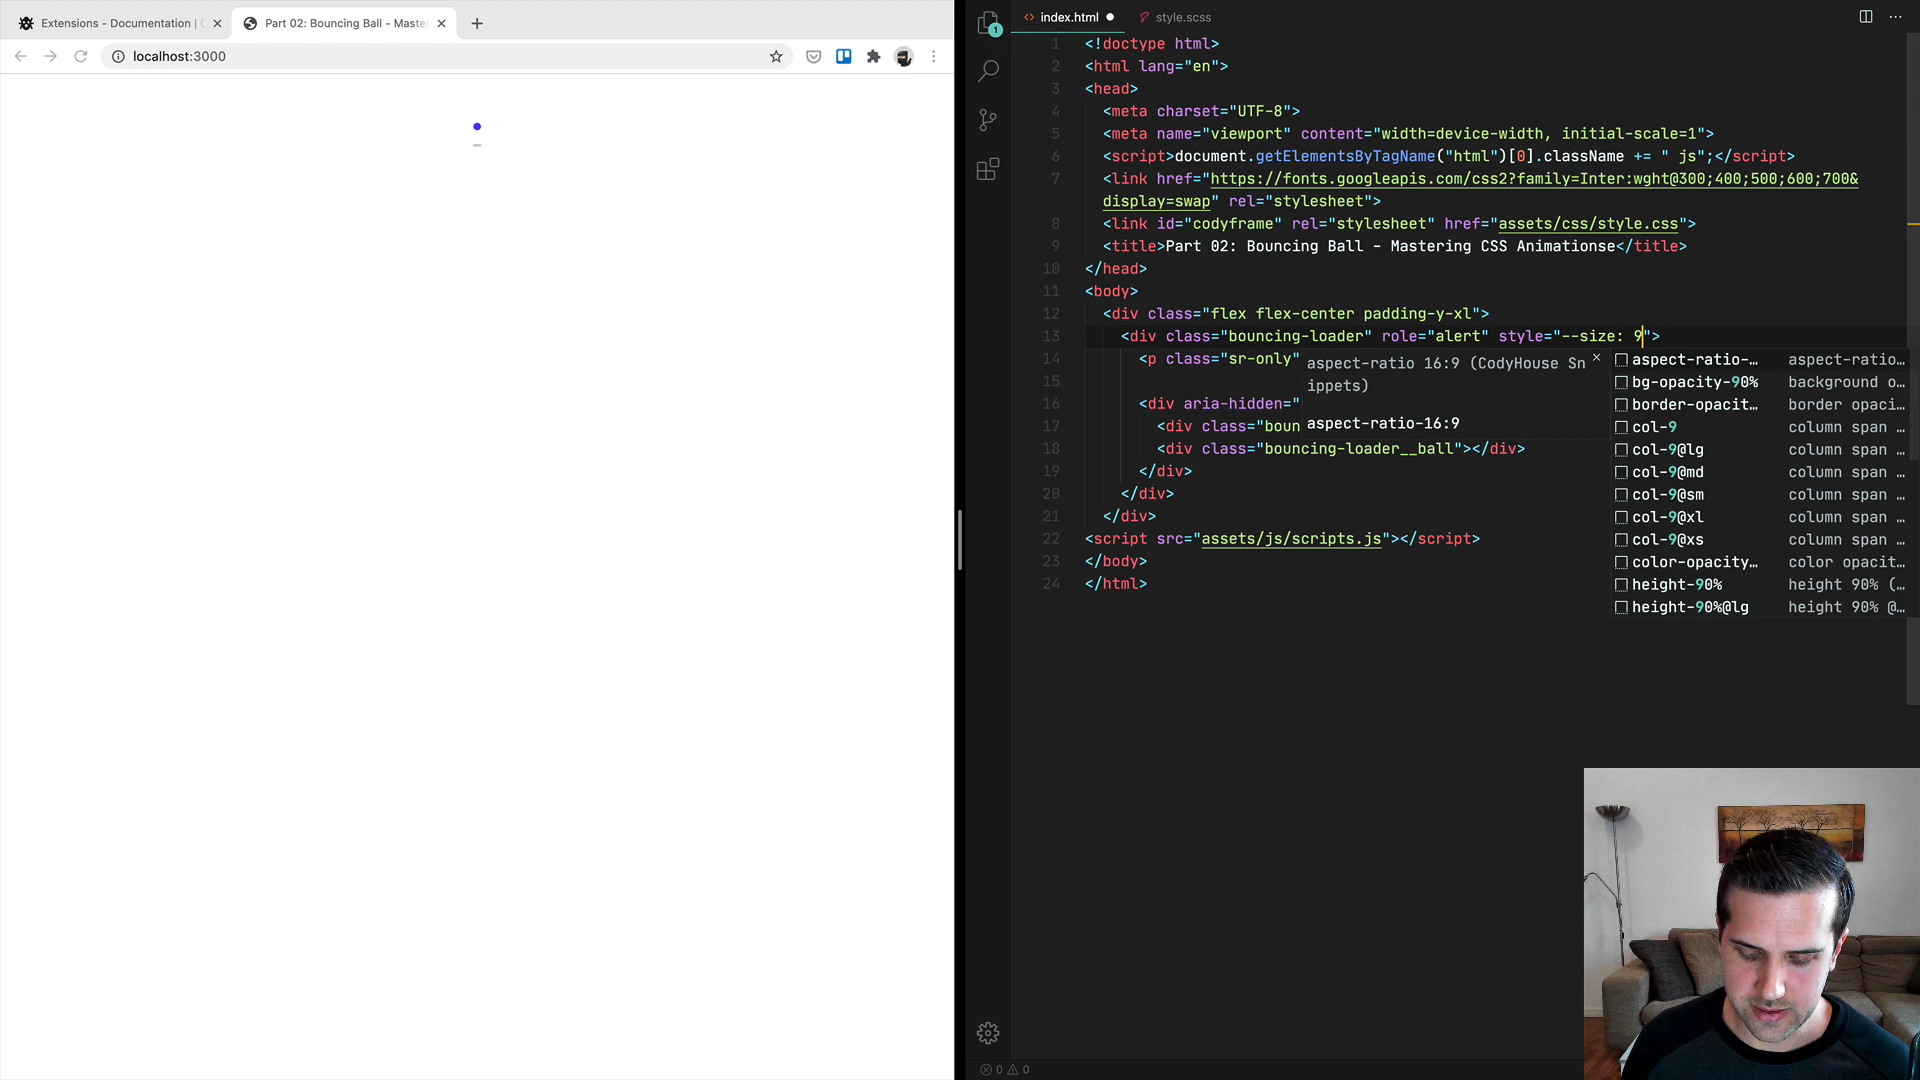 Extensions - Documentation | C
Part 02: Bouncing Ball - Master
localhost:3000
1
index.html
style.scss
1 <!doctype html>
2 <html lang="en">
3 <head>
4 <meta charset="UTF-8">
5 <meta name="viewport" content="width=device-width, initial-scale=1">
6 <script>document.getElementsByTagName("html")[0].className += " js";</script>
7 <link href="https://fonts.googleapis.com/css2?family=Inter:wght@300;400;500;600;700&
display=swap" rel="stylesheet">
8 <link id="codyframe" rel="stylesheet" href="assets/css/style.css">
9 <title>Part 02: Bouncing Ball - Mastering CSS Animationse</title>
10 </head>
11 <body>
12 <div class="flex flex-center padding-y-xl">
13 <div class="bouncing-loader" role="alert" style="--size: 9">
14 <p class="sr-only"
15
16 <div aria-hidden="
17 <div class="boun
18 <div class="bouncing-loader__ball"></div>
19 </div>
20 </div>
21 </div>
22 <script src="assets/js/scripts.js"></script>
23 </body>
24 </html>
aspect-ratio 16:9 (CodyHouse Sn
ippets)
aspect-ratio-16:9
aspect-ratio-… aspect-ratio…
bg-opacity-90% background o…
border-opacit… border opaci…
col-9 column span …
col-9@lg column span …
col-9@md column span …
col-9@sm column span …
col-9@xl column span …
col-9@xs column span …
color-opacity… color opacit…
height-90% height 90% (…
height-90%@lg height 90% @…
0 0